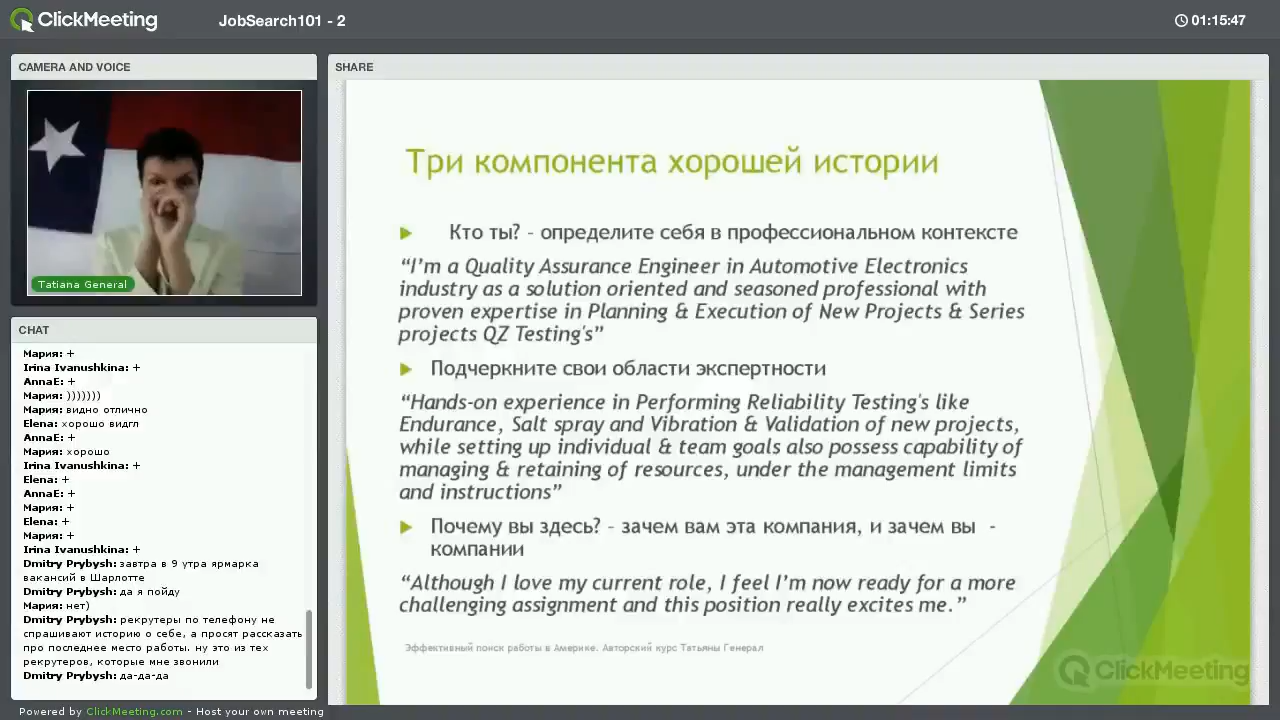 ClickMeeting
JobSearch101 - 2
01:15:47
CAMERA AND VOICE
Tatiana General
CHAT
Мария: +
Irina Ivanushkina: +
AnnaE: +
Мария: )))))))
Мария: видно отлично
Elena: хорошо видгл
AnnaE: +
Мария: хорошо
Irina Ivanushkina: +
Elena: +
AnnaE: +
Мария: +
Elena: +
Мария: +
Irina Ivanushkina: +
Dmitry Prybysh: завтра в 9 утра ярмарка
вакансий в Шарлотте
Dmitry Prybysh: да я пойду
Мария: нет)
Dmitry Prybysh: рекрутеры по телефону не
спрашивают историю о себе, а просят рассказать
про последнее место работы. ну это из тех
рекрутеров, которые мне звонили
Dmitry Prybysh: да-да-да
Powered by ClickMeeting.com - Host your own meeting
SHARE
Три компонента хорошей истории
Кто ты? – определите себя в профессиональном контексте
“I’m a Quality Assurance Engineer in Automotive Electronics
industry as a solution oriented and seasoned professional with
proven expertise in Planning & Execution of New Projects & Series
projects QZ Testing's”
Подчеркните свои области экспертности
“Hands-on experience in Performing Reliability Testing's like
Endurance, Salt spray and Vibration & Validation of new projects,
while setting up individual & team goals also possess capability of
managing & retaining of resources, under the management limits
and instructions”
Почему вы здесь? – зачем вам эта компания, и зачем вы -
компании
“Although I love my current role, I feel I’m now ready for a more
challenging assignment and this position really excites me.”
Эффективный поиск работы в Америке. Авторский курс Татьяны Генерал
ClickMeeting